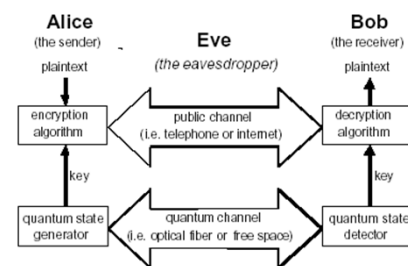 Alice
Eve
Bob
(the sender)
(the eavesdropper)
(the receiver)
plaintext
plaintext
encryption
algorithm
public channel
(i.e. telephone or internet)
decryption
algorithm
key
key
quantum state
generator
quantum channel
(i.e. optical fiber or free space)
quantum state
detector